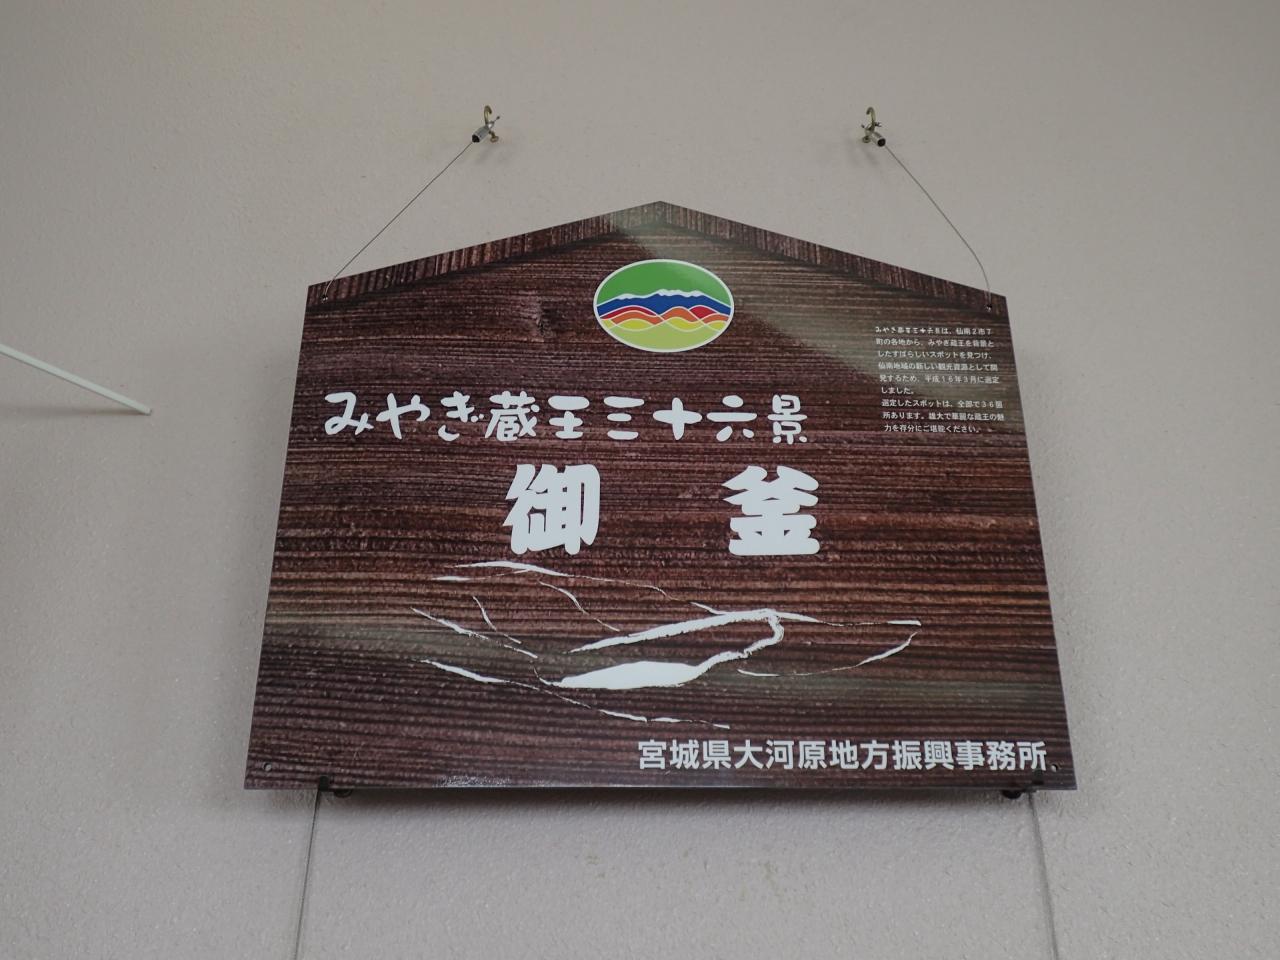 みやぎ蔵王三十六景は、仙南2市7
町の各地から、みやぎ蔵王を背景と
したすばらしいスポットを見つけ、
仙南地域の新しい観光資源として開
発するため、平成16年3月に選定
しました。
選定したスポットは、全部で36箇
所あります。雄大で華麗な蔵王の魅
力を存分にご堪能ください。
みやぎ蔵王三十六景
御釜
宮城県大河原地方振興事務所